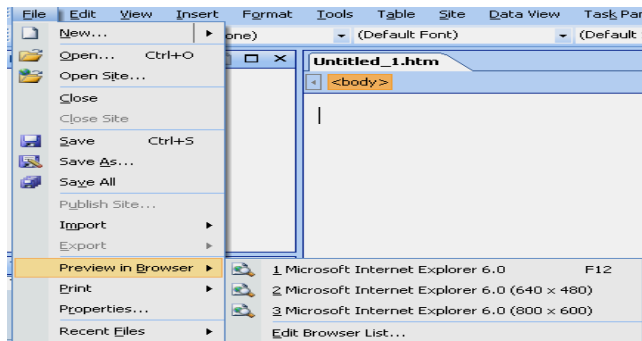 File Edit View Insert Format Tools Table Site Data View Task Pan
New... one) (Default Font) (Default
Open... Ctrl+O
Untitled_1.htm
Open Site...
<body>
Close
Close Site
Save Ctrl+S
Save As...
Save All
Publish Site...
Import
Export
Preview in Browser 1 Microsoft Internet Explorer 6.0 F12
Print 2 Microsoft Internet Explorer 6.0 (640 × 480)
Properties... 3 Microsoft Internet Explorer 6.0 (800 × 600)
Recent Files Edit Browser List...